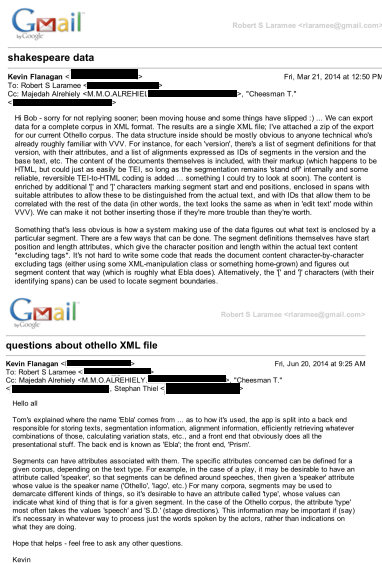 Gmail
by Google
Robert S Laramee <rlaramee@gmail.com>
shakespeare data
Kevin Flanagan <
Fri, Mar 21, 2014 at 12:50 PM
To: Robert S Laramee <
Cc: Majedah Alrehiely <M.M.O.ALREHIEL , "Cheesman T."
<
Hi Bob - sorry for not replying sooner; been moving house and some things have slipped :) ... We can export
data for a complete corpus in XML format. The results are a single XML file; I've attached a zip of the export
for our current Othello corpus. The data structure inside should be mostly obvious to anyone technical who's
already roughly familiar with VVV. For instance, for each 'version', there's a list of segment definitions for that
version, with their attributes, and a list of alignments expressed as IDs of segments in the version and the
base text, etc. The content of the documents themselves is included, with their markup (which happens to be
HTML, but could just as easily be TEI, so long as the segmentation remains 'stand off' internally and some
reliable, reversible TEI-to-HTML coding is added ... something I could try to look at soon). The content is
enriched by additional '[' and ']' characters marking segment start and end positions, enclosed in spans with
suitable attributes to allow these to be distinguished from the actual text, and with IDs that allow them to be
correlated with the rest of the data (in other words, the text looks the same as when in 'edit text' mode within
VVV). We can make it not bother inserting those if they're more trouble than they're worth.
Something that's less obvious is how a system making use of the data figures out what text is enclosed by a
particular segment. There are a few ways that can be done. The segment definitions themselves have start
position and length attributes, which give the character position and length within the actual text content
"excluding tags". It's not hard to write some code that reads the document content character-by-character
excluding tags (either using some XML-manipulation class or something home-grown) and figures out
segment content that way (which is roughly what Ebla does). Alternatively, the '[' and ']' characters (with their
identifying spans) can be used to locate segment boundaries.
Gmail
by Google
Robert S Laramee <rlaramee@gmail.com>
questions about othello XML file
Kevin Flanagan <
Fri, Jun 20, 2014 at 9:25 AM
To: Robert S Laramee <
Cc: Majedah Alrehiely <M.M.O.ALREHIELY , "Cheesman T."
< , Stephan Thiel <
Hello all
Tom's explained where the name 'Ebla' comes from ... as to how it's used, the app is split into a back end
responsible for storing texts, segmentation information, alignment information, efficiently retrieving whatever
combinations of those, calculating variation stats, etc., and a front end that obviously does all the
presentational stuff. The back end is known as 'Ebla'; the front end, 'Prism'.
Segments can have attributes associated with them. The specific attributes concerned can be defined for a
given corpus, depending on the text type. For example, in the case of a play, it may be desirable to have an
attribute called 'speaker', so that segments can be defined around speeches, then given a 'speaker' attribute
whose value is the speaker name ('Othello', 'Iago', etc.) For many corpora, segments may be used to
demarcate different kinds of things, so it's desirable to have an attribute called 'type', whose values can
indicate what kind of thing that is for a given segment. In the case of the Othello corpus, the attribute 'type'
most often takes the values 'speech' and 'S.D.' (stage directions). This information may be important if (say)
it's necessary in whatever way to process just the words spoken by the actors, rather than indications on
what they are doing.
Hope that helps - feel free to ask any other questions.
Kevin